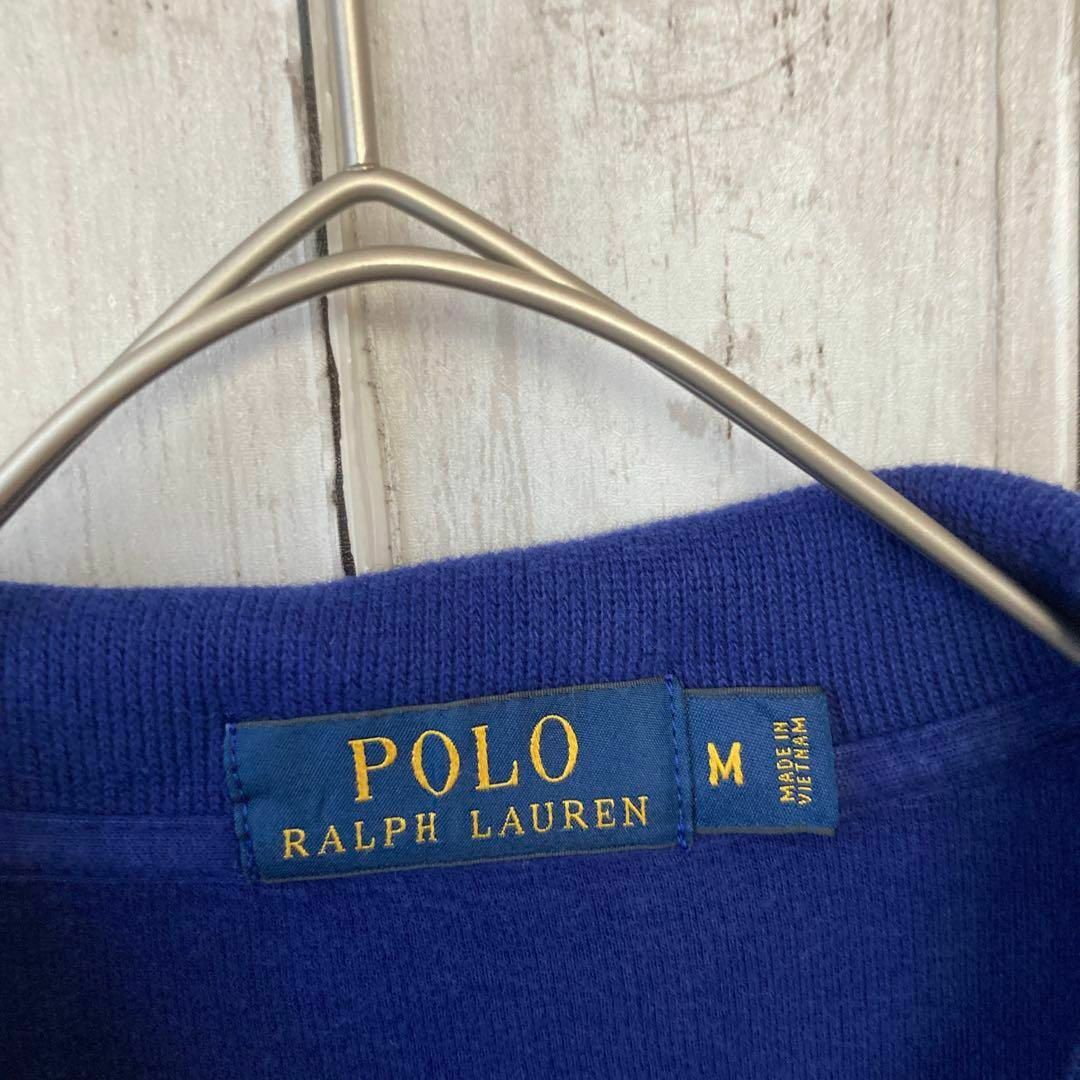 POLO
RALPH LAUREN
M
MADE IN
VIETNAM